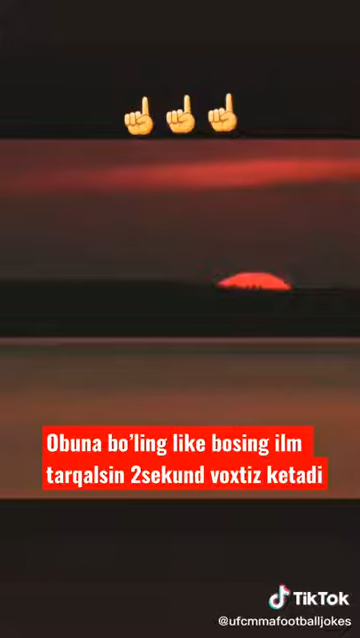 Obuna bo’ling like bosing ilm
tarqalsin 2sekund voxtiz ketadi
TikTok
@ufcmmafootballjokes